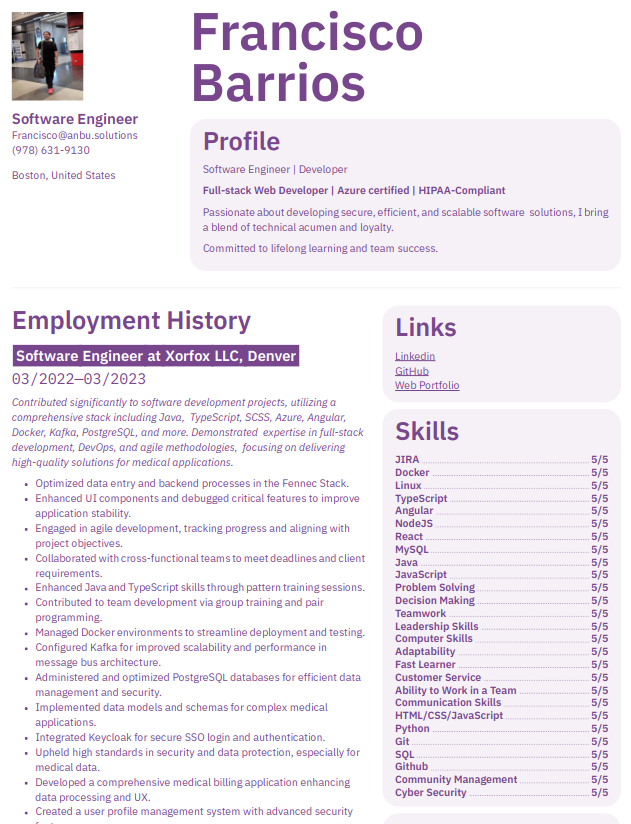 Francisco
Barrios
Software Engineer
Francisco@anbu.solutions
(978) 631-9130
Boston, United States
Profile
Software Engineer | Developer
Full-stack Web Developer | Azure certified | HIPAA-Compliant
Passionate about developing secure, efficient, and scalable software solutions, I bring
a blend of technical acumen and loyalty.
Committed to lifelong learning and team success.
Employment History
Software Engineer at Xorfox LLC, Denver
03/2022—03/2023
Contributed significantly to software development projects, utilizing a
comprehensive stack including Java, TypeScript, SCSS, Azure, Angular,
Docker, Kafka, PostgreSQL, and more. Demonstrated expertise in full-stack
development, DevOps, and agile methodologies, focusing on delivering
high-quality solutions for medical applications.
• Optimized data entry and backend processes in the Fennec Stack.
• Enhanced UI components and debugged critical features to improve
application stability.
• Engaged in agile development, tracking progress and aligning with
project objectives.
• Collaborated with cross-functional teams to meet deadlines and client
requirements.
• Enhanced Java and TypeScript skills through pattern training sessions.
• Contributed to team development via group training and pair
programming.
• Managed Docker environments to streamline deployment and testing.
• Configured Kafka for improved scalability and performance in
message bus architecture.
• Administered and optimized PostgreSQL databases for efficient data
management and security.
• Implemented data models and schemas for complex medical
applications.
• Integrated Keycloak for secure SSO login and authentication.
• Upheld high standards in security and data protection, especially for
medical data.
• Developed a comprehensive medical billing application enhancing
data processing and UX.
• Created a user profile management system with advanced security
Links
Linkedin
GitHub
Web Portfolio
Skills
JIRA 5/5
Docker 5/5
Linux 5/5
TypeScript 5/5
Angular 5/5
NodeJS 5/5
React 5/5
MySQL 5/5
Java 5/5
JavaScript 5/5
Problem Solving 5/5
Decision Making 5/5
Teamwork 5/5
Leadership Skills 5/5
Computer Skills 5/5
Adaptability 5/5
Fast Learner 5/5
Customer Service 5/5
Ability to Work in a Team 5/5
Communication Skills 5/5
HTML/CSS/JavaScript 5/5
Python 5/5
Git 5/5
SQL 5/5
Github 5/5
Community Management 5/5
Cyber Security 5/5